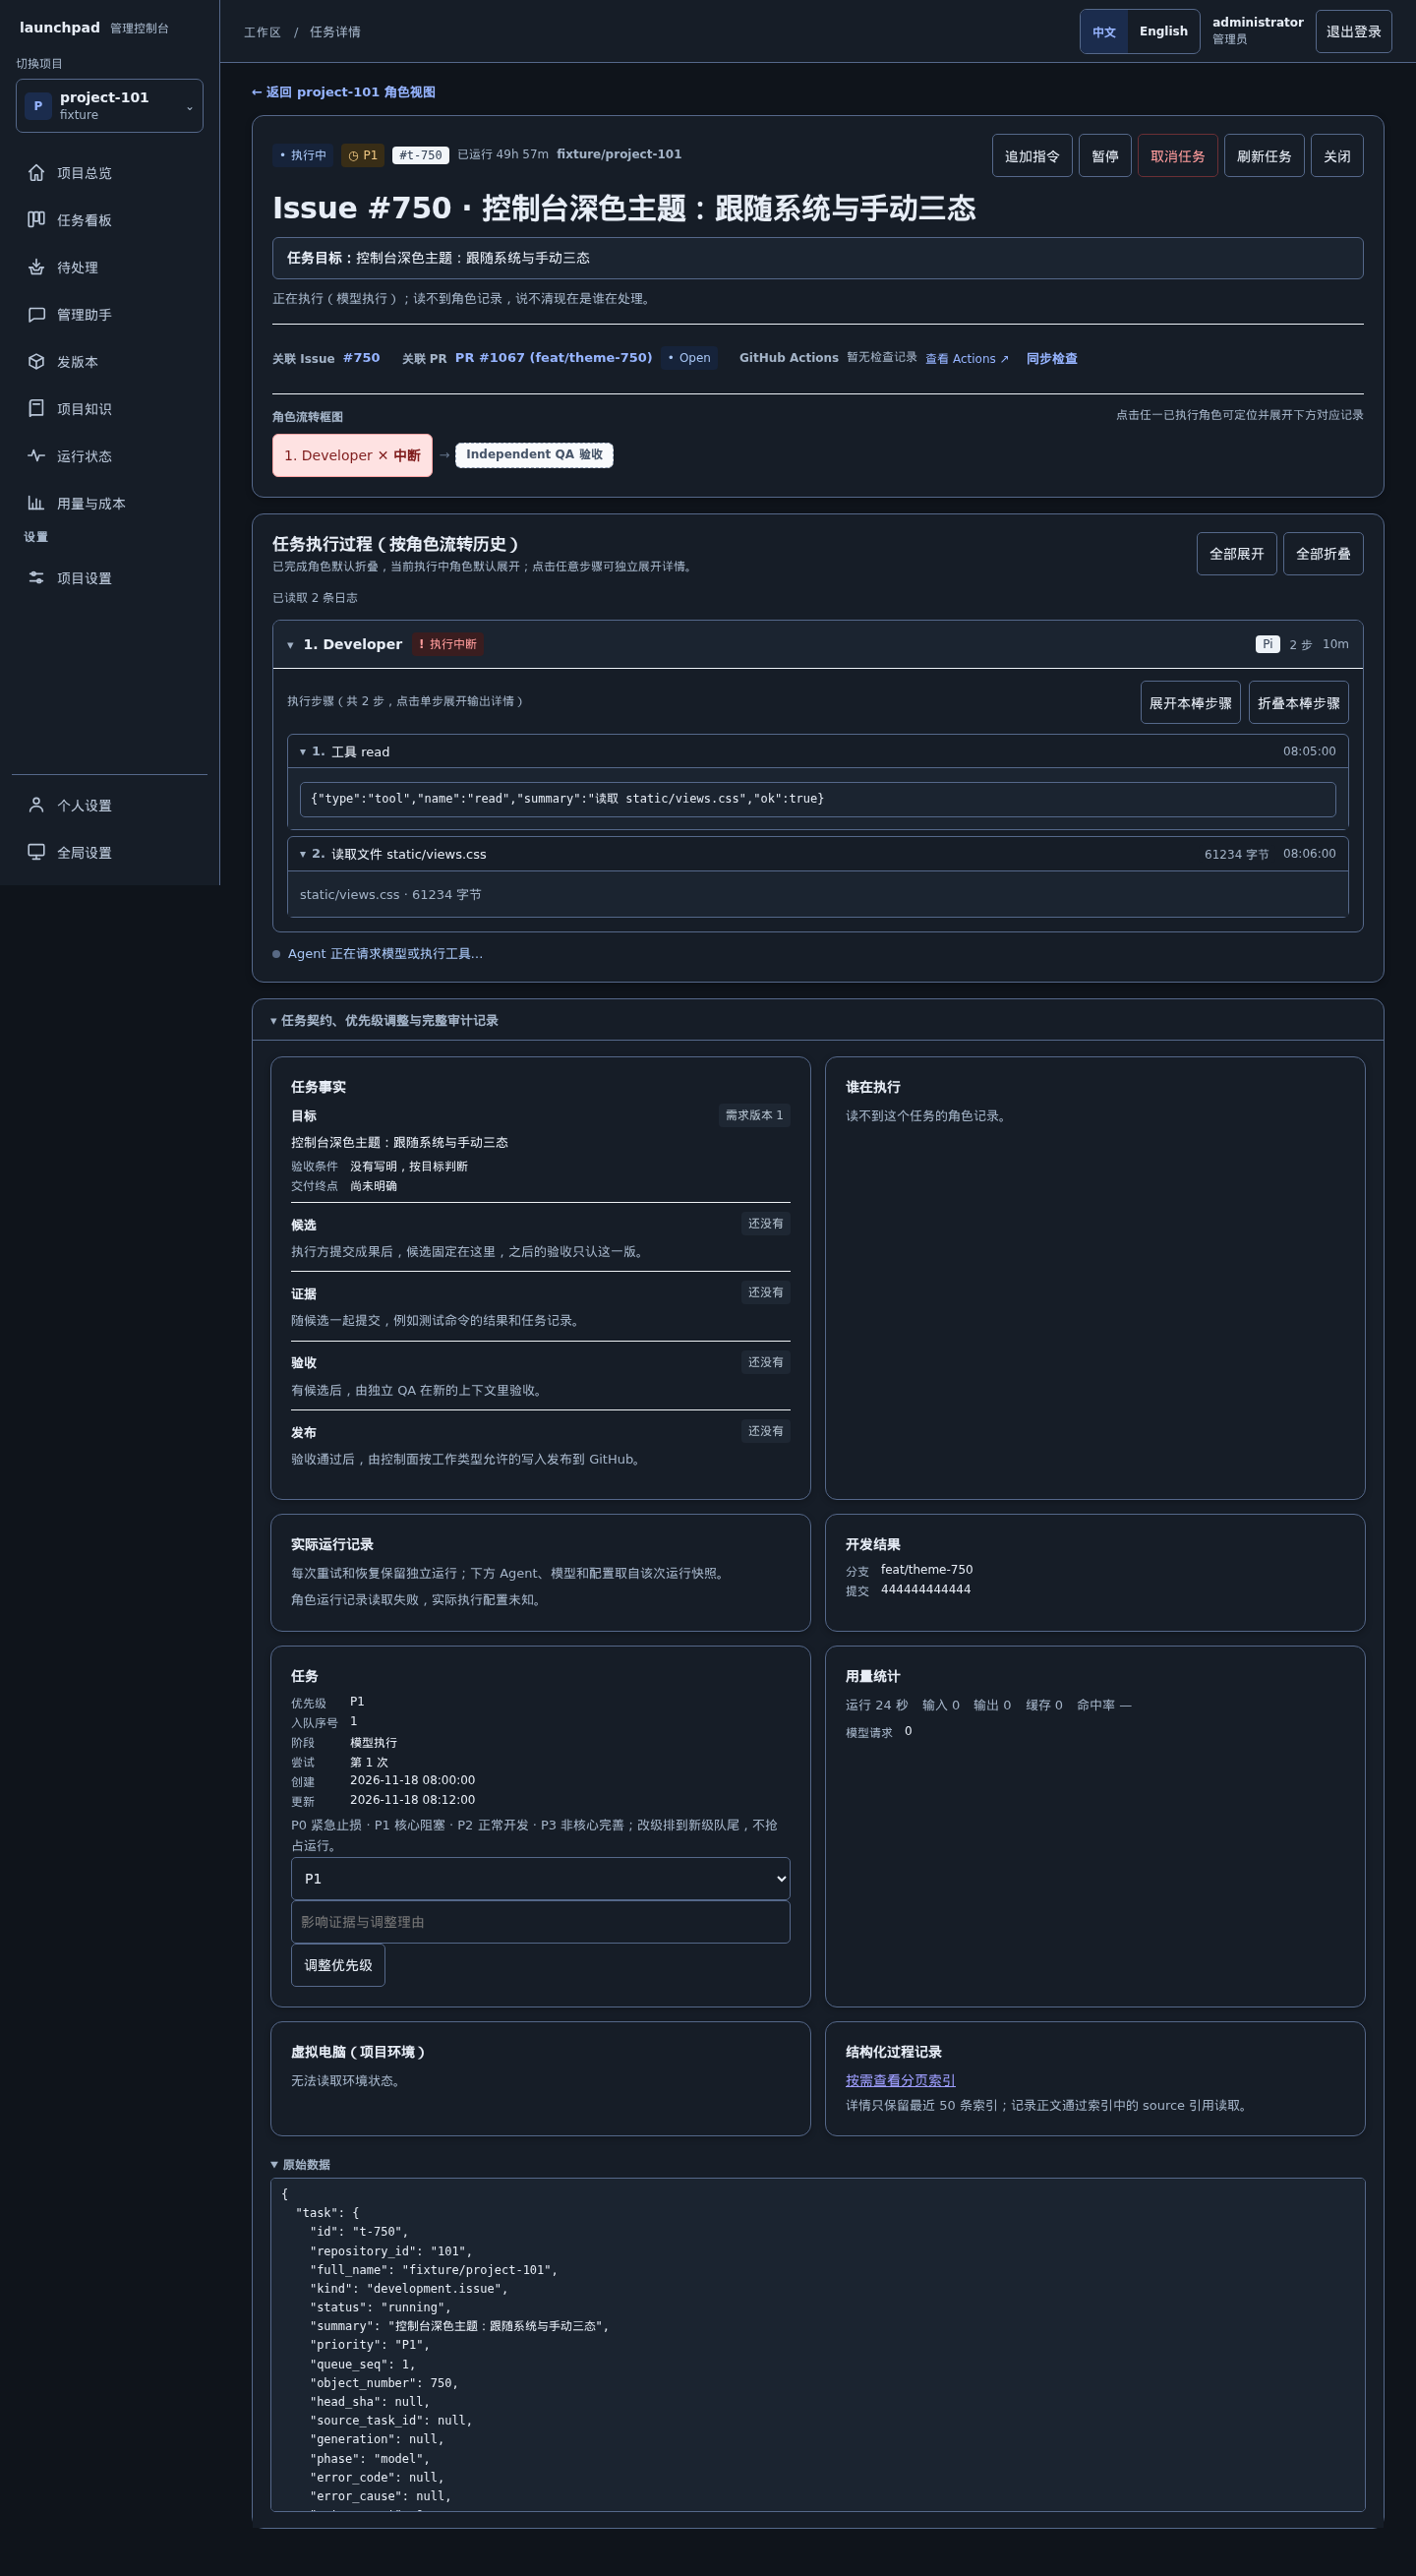 launchpad 管理控制台
切换项目
P project-101
fixture
项目总览
任务看板
待处理
管理助手
发版本
项目知识
运行状态
用量与成本
设置
项目设置
个人设置
全局设置
工作区 / 任务详情
中文 English
administrator
管理员
退出登录
← 返回 project-101 角色视图
• 执行中 P1 #t-750 已运行 49h 57m fixture/project-101
追加指令 暂停 取消任务 刷新任务 关闭
Issue #750 · 控制台深色主题：跟随系统与手动三态
任务目标：控制台深色主题：跟随系统与手动三态
正在执行（模型执行）；读不到角色记录，说不清现在是谁在处理。
关联 Issue #750 关联 PR PR #1067 (feat/theme-750) • Open GitHub Actions 暂无检查记录 查看 Actions ↗ 同步检查
角色流转框图 点击任一已执行角色可定位并展开下方对应记录
1. Developer ✕ 中断 → Independent QA 验收
任务执行过程（按角色流转历史）
已完成角色默认折叠，当前执行中角色默认展开；点击任意步骤可独立展开详情。
全部展开 全部折叠
已读取 2 条日志
▾ 1. Developer ! 执行中断 Pi 2 步 10m
执行步骤（共 2 步，点击单步展开输出详情） 展开本棒步骤 折叠本棒步骤
▾ 1. 工具 read 08:05:00
{"type":"tool","name":"read","summary":"读取 static/views.css","ok":true}
▾ 2. 读取文件 static/views.css 61234 字节 08:06:00
static/views.css · 61234 字节
Agent 正在请求模型或执行工具…
▾ 任务契约、优先级调整与完整审计记录
任务事实
目标 需求版本 1
控制台深色主题：跟随系统与手动三态
验收条件 没有写明，按目标判断
交付终点 尚未明确
候选 还没有
执行方提交成果后，候选固定在这里，之后的验收只认这一版。
证据 还没有
随候选一起提交，例如测试命令的结果和任务记录。
验收 还没有
有候选后，由独立 QA 在新的上下文里验收。
发布 还没有
验收通过后，由控制面按工作类型允许的写入发布到 GitHub。
谁在执行
读不到这个任务的角色记录。
实际运行记录
每次重试和恢复保留独立运行；下方 Agent、模型和配置取自该次运行快照。
角色运行记录读取失败，实际执行配置未知。
开发结果
分支 feat/theme-750
提交 444444444444
任务
优先级 P1
入队序号 1
阶段 模型执行
尝试 第 1 次
创建 2026-11-18 08:00:00
更新 2026-11-18 08:12:00
P0 紧急止损 · P1 核心阻塞 · P2 正常开发 · P3 非核心完善；改级排到新级队尾，不抢
占运行。
P1
影响证据与调整理由
调整优先级
用量统计
运行 24 秒 输入 0 输出 0 缓存 0 命中率 —
模型请求 0
虚拟电脑（项目环境）
无法读取环境状态。
结构化过程记录
按需查看分页索引
详情只保留最近 50 条索引；记录正文通过索引中的 source 引用读取。
▼ 原始数据
{
"task": {
"id": "t-750",
"repository_id": "101",
"full_name": "fixture/project-101",
"kind": "development.issue",
"status": "running",
"summary": "控制台深色主题：跟随系统与手动三态",
"priority": "P1",
"queue_seq": 1,
"object_number": 750,
"head_sha": null,
"source_task_id": null,
"generation": null,
"phase": "model",
"error_code": null,
"error_cause": null,